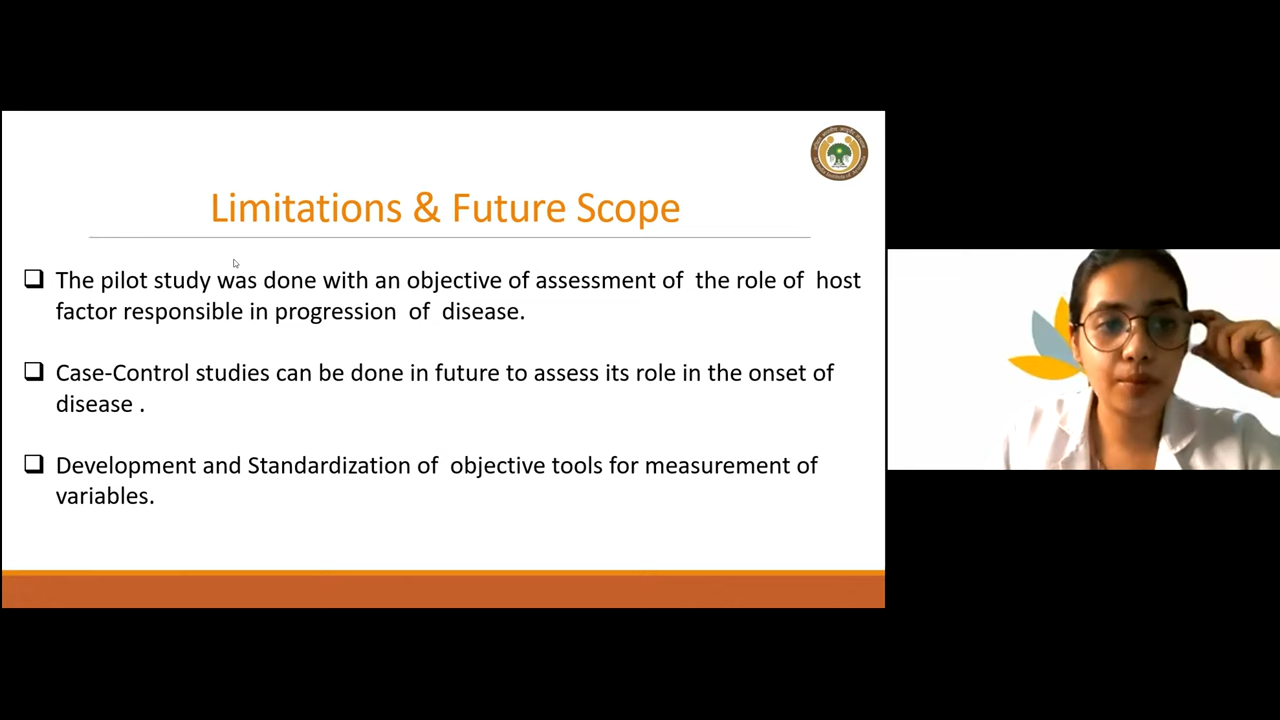 Limitations & Future Scope
❑ The pilot study was done with an objective of assessment of the role of host
factor responsible in progression of disease.
❑ Case-Control studies can be done in future to assess its role in the onset of
disease .
❑ Development and Standardization of objective tools for measurement of
variables.